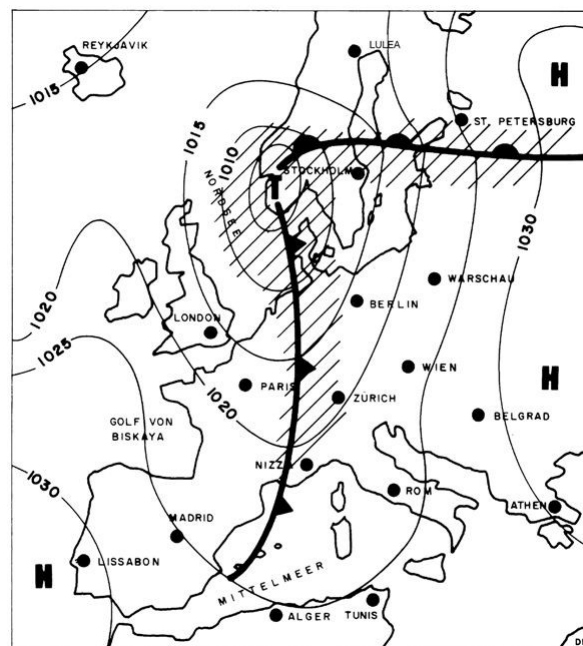 REYKJAVIK
LULEA
H
1015
ST. PETERSBURG
1015
1010
NORDSEE
T
STOCKHOLM
1030
WARSCHAU
1020
BERLIN
LONDON
1025
WIEN
H
PARIS
1020
ZÜRICH
BELGRAD
GOLF VON
BISKAYA
NIZZA
1030
ROM
ATHEN
MADRID
H
LISSABON
MITTELMEER
ALGER
TUNIS